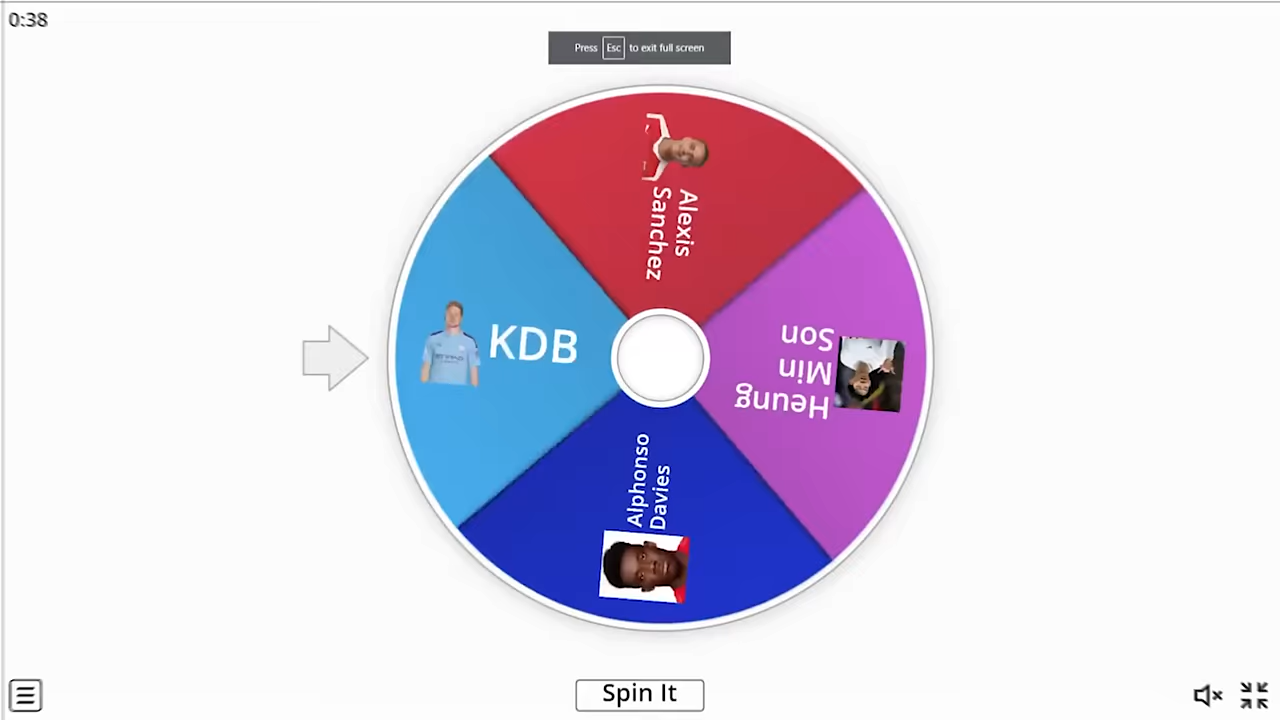 0:38
Press Esc to exit full screen
Alexis
Sanchez
KDB
Heung
Min
Son
Alphonso
Davies
Spin It